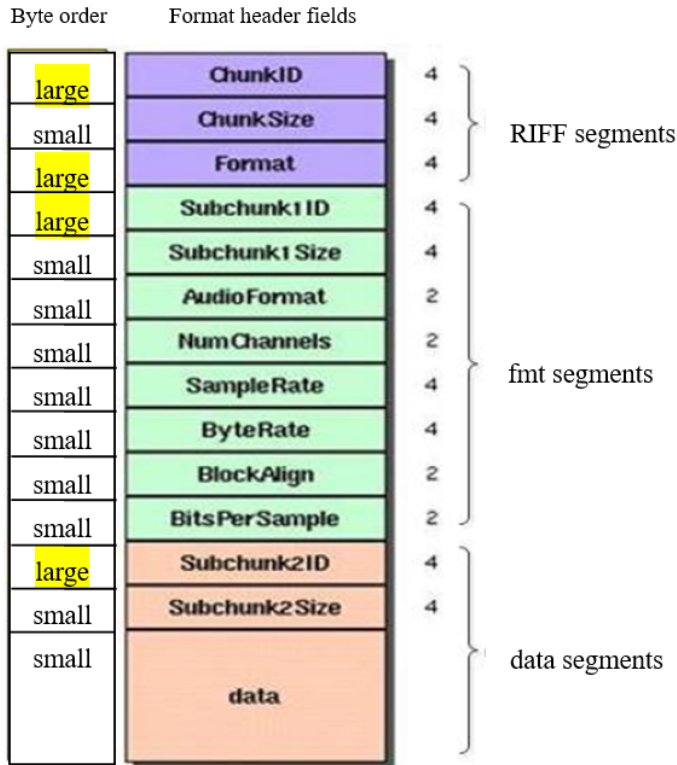 Byte order Format header fields
large ChunkID 4
small ChunkSize 4 RIFF segments
large Format 4
large Subchunk1ID 4
small Subchunk1Size 4
small AudioFormat 2
small NumChannels 2
small SampleRate 4 fmt segments
small ByteRate 4
small BlockAlign 2
small BitsPerSample 2
large Subchunk2ID 4
small Subchunk2Size 4
small data data segments